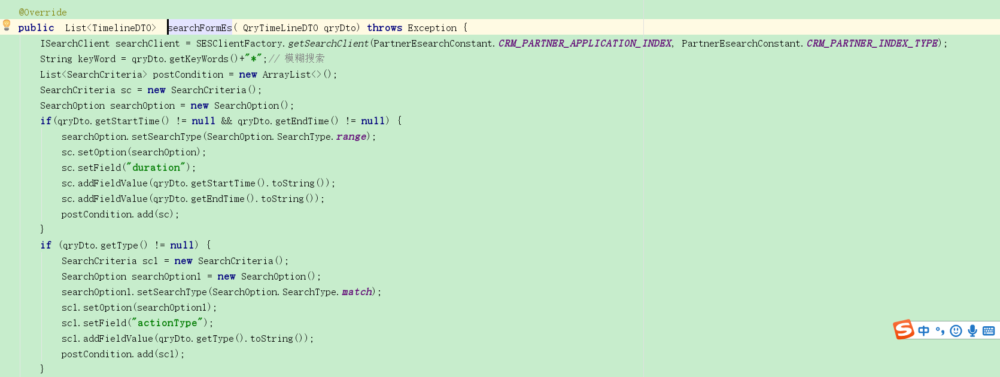 @Override
public  List<TimelineDTO>  searchFormEs( QryTimeLineDTO qryDto) throws Exception {
    ISearchClient searchClient = SESClientFactory.getSearchClient(PartnerEsearchConstant.CRM_PARTNER_APPLICATION_INDEX, PartnerEsearchConstant.CRM_PARTNER_INDEX_TYPE);
    String keyWord = qryDto.getKeyWords()+"*";// 模糊搜索
    List<SearchCriteria> postCondition = new ArrayList<>();
    SearchCriteria sc = new SearchCriteria();
    SearchOption searchOption = new SearchOption();
    if(qryDto.getStartTime() != null && qryDto.getEndTime() != null) {
        searchOption.setSearchType(SearchOption.SearchType.range);
        sc.setOption(searchOption);
        sc.setField("duration");
        sc.addFieldValue(qryDto.getStartTime().toString());
        sc.addFieldValue(qryDto.getEndTime().toString());
        postCondition.add(sc);
    }
    if (qryDto.getType() != null) {
        SearchCriteria sc1 = new SearchCriteria();
        SearchOption searchOption1 = new SearchOption();
        searchOption1.setSearchType(SearchOption.SearchType.match);
        sc1.setOption(searchOption1);
        sc1.setField("actionType");
        sc1.addFieldValue(qryDto.getType().toString());
        postCondition.add(sc1);
    }
S 中 °,